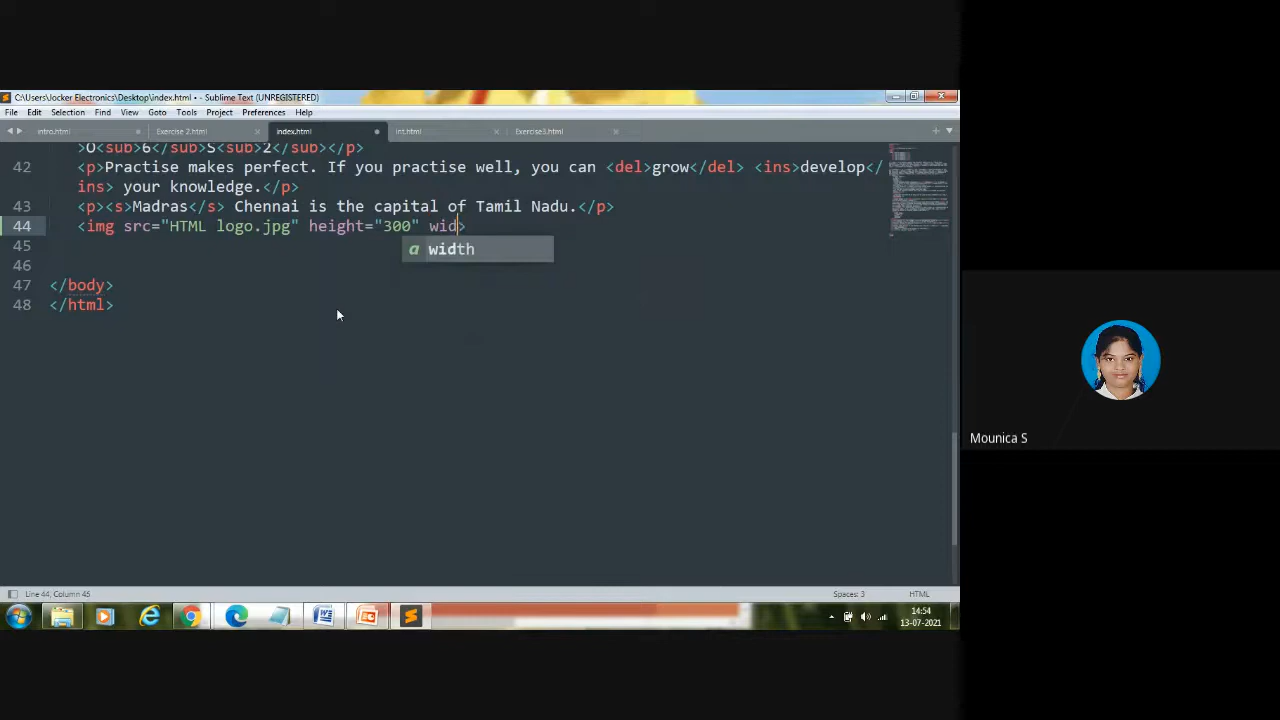 C:\Users\Jocker Electronics\Desktop\index.html • - Sublime Text (UNREGISTERED)
File Edit Selection Find View Goto Tools Project Preferences Help
intro.html Exercise 2.html index.html int.html Exercise3.html
>O<sub>6</sub>S<sub>2</sub></p>
42 <p>Practise makes perfect. If you practise well, you can <del>grow</del> <ins>develop</
ins> your knowledge.</p>
43 <p><s>Madras</s> Chennai is the capital of Tamil Nadu.</p>
44 <img src="HTML logo.jpg" height="300" wid>
a width
45
46
47 </body>
48 </html>
Mounica S
Line 44, Column 45 Spaces: 3 HTML
14:54
13-07-2021